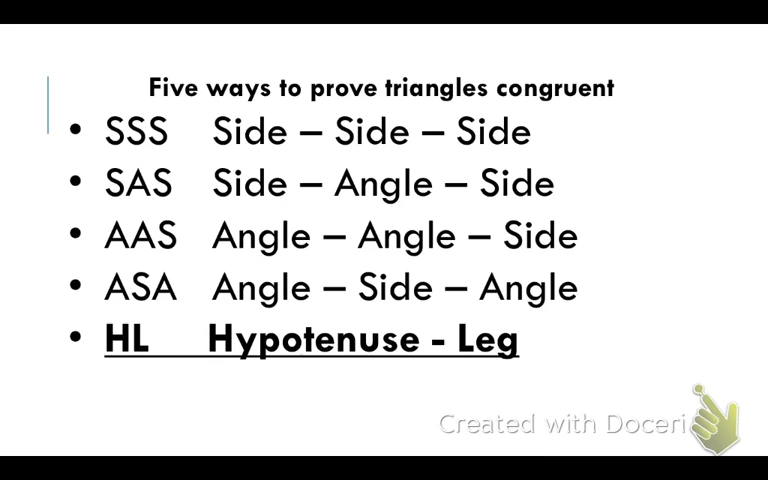 Five ways to prove triangles congruent
• SSS Side – Side – Side
• SAS Side – Angle – Side
• AAS Angle – Angle – Side
• ASA Angle – Side – Angle
• HL Hypotenuse - Leg
Created with Doceri